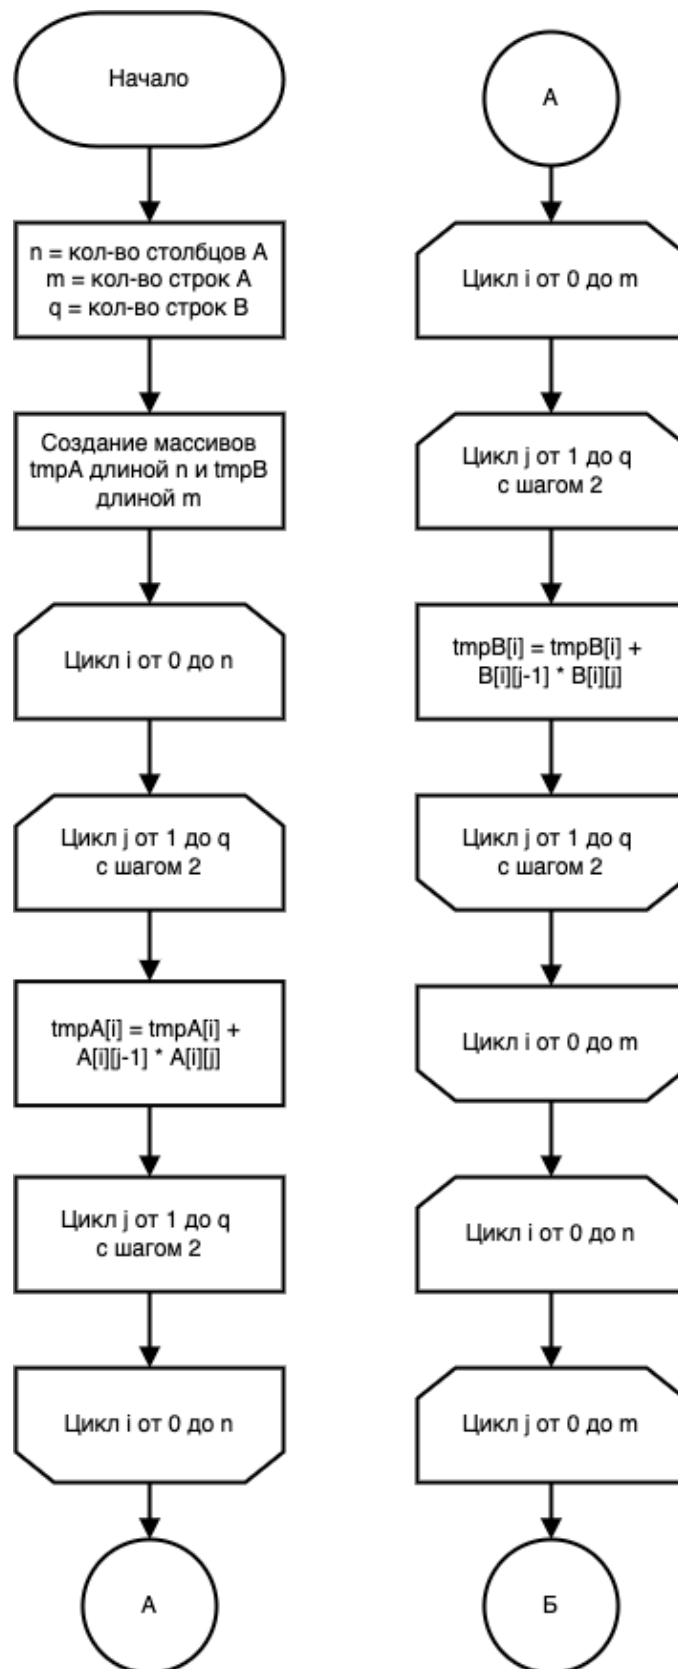 Начало
n = кол-во столбцов A
m = кол-во строк A
q = кол-во строк B
Создание массивов
tmpA длиной n и tmpB
длиной m
Цикл i от 0 до n
Цикл j от 1 до q
с шагом 2
tmpA[i] = tmpA[i] +
A[i][j-1] * A[i][j]
Цикл j от 1 до q
с шагом 2
Цикл i от 0 до n
А
А
Цикл i от 0 до m
Цикл j от 1 до q
с шагом 2
tmpB[i] = tmpB[i] +
B[i][j-1] * B[i][j]
Цикл j от 1 до q
с шагом 2
Цикл i от 0 до m
Цикл i от 0 до n
Цикл j от 0 до m
Б